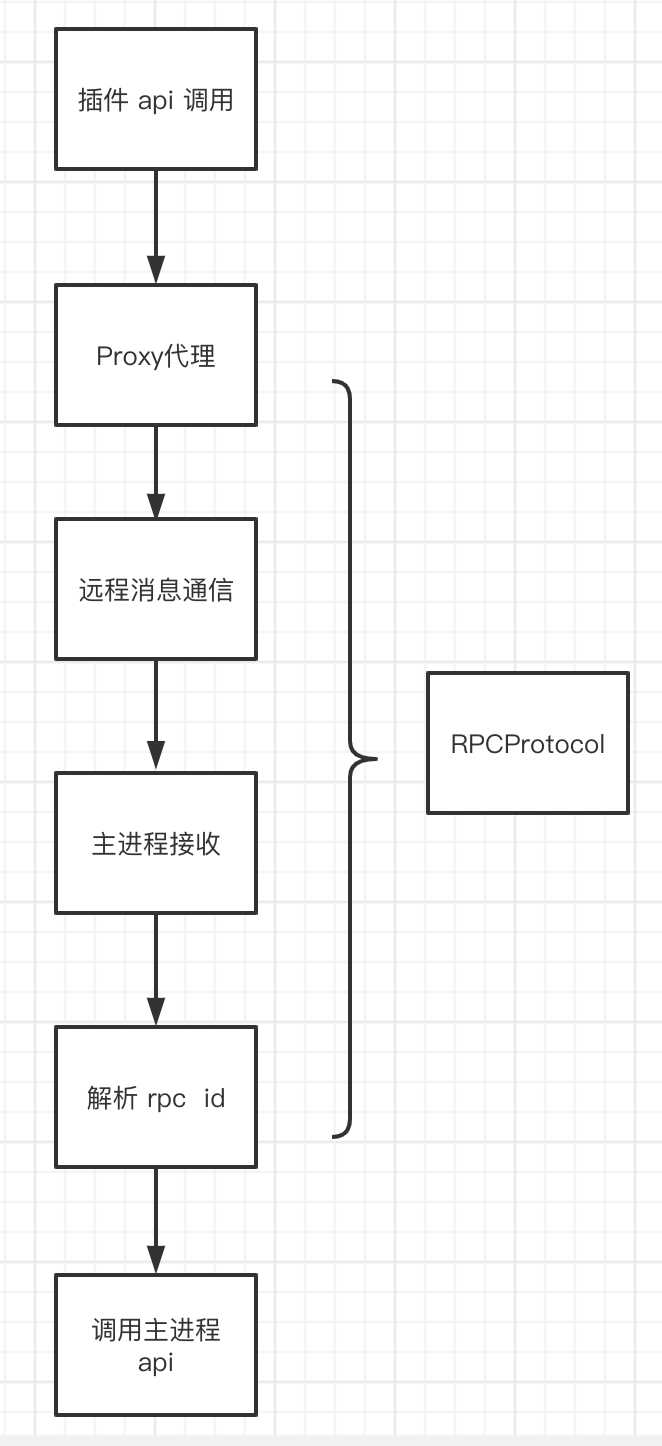 插件 api 调用
Proxy代理
远程消息通信
RPCProtocol
主进程接收
解析 rpc id
调用主进程
api